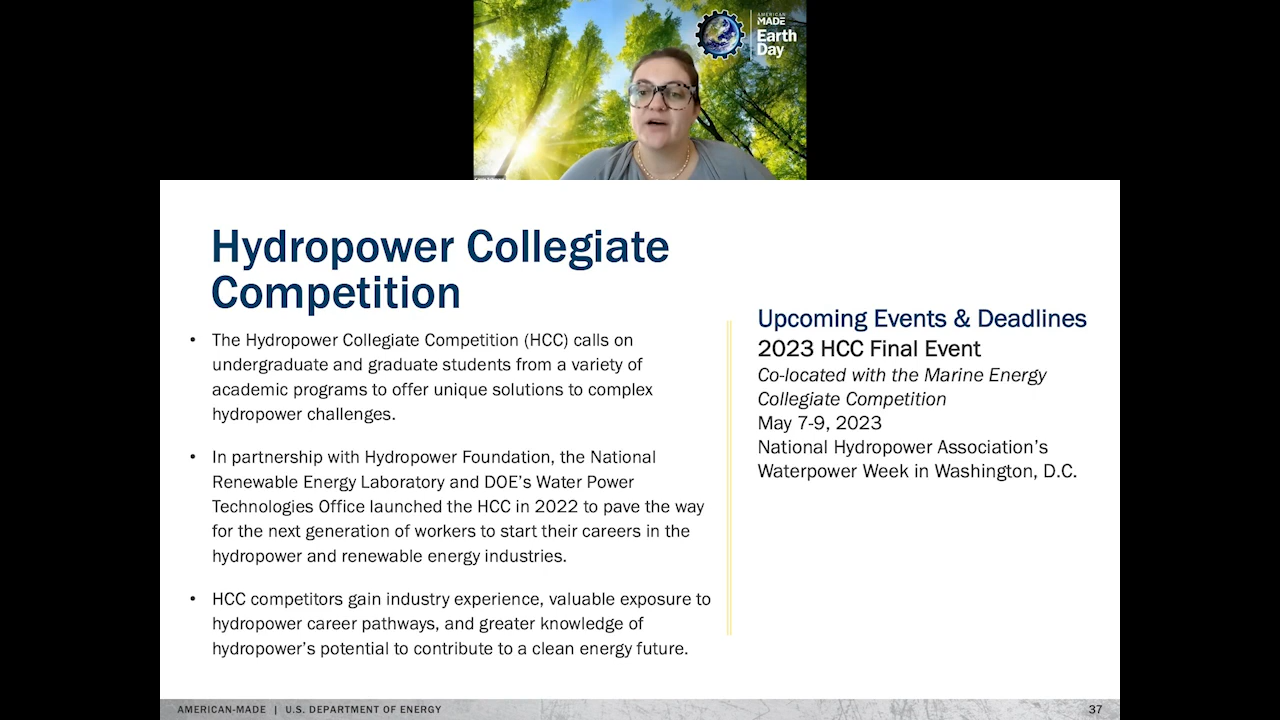 AMERICAN
MADE
Earth
Day
Hydropower Collegiate
Competition
• The Hydropower Collegiate Competition (HCC) calls on
undergraduate and graduate students from a variety of
academic programs to offer unique solutions to complex
hydropower challenges.
• In partnership with Hydropower Foundation, the National
Renewable Energy Laboratory and DOE’s Water Power
Technologies Office launched the HCC in 2022 to pave the way
for the next generation of workers to start their careers in the
hydropower and renewable energy industries.
• HCC competitors gain industry experience, valuable exposure to
hydropower career pathways, and greater knowledge of
hydropower’s potential to contribute to a clean energy future.
Upcoming Events & Deadlines
2023 HCC Final Event
Co-located with the Marine Energy
Collegiate Competition
May 7-9, 2023
National Hydropower Association’s
Waterpower Week in Washington, D.C.
AMERICAN-MADE | U.S. DEPARTMENT OF ENERGY
37